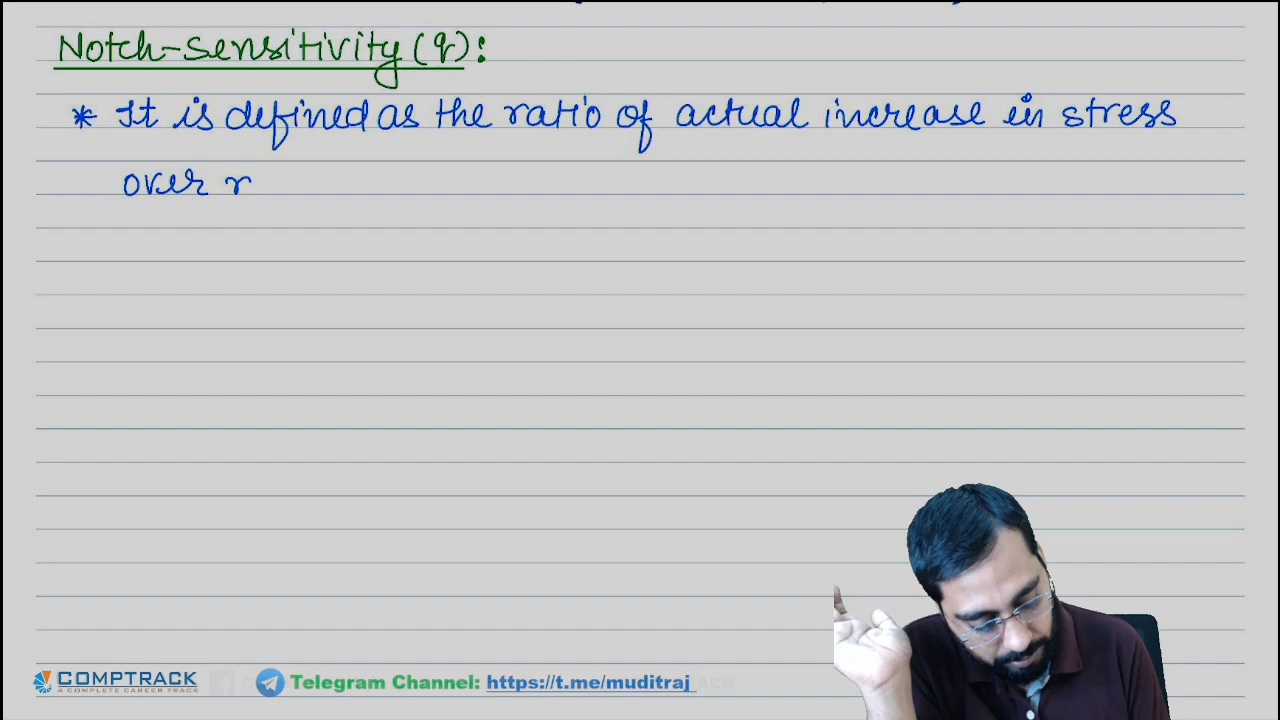 Notch-Sensitivity (q):
* It is defined as the ratio of actual increase in stress
over n
COMPTRACK
A COMPLETE CAREER TRACK
Telegram Channel: https://t.me/muditraj